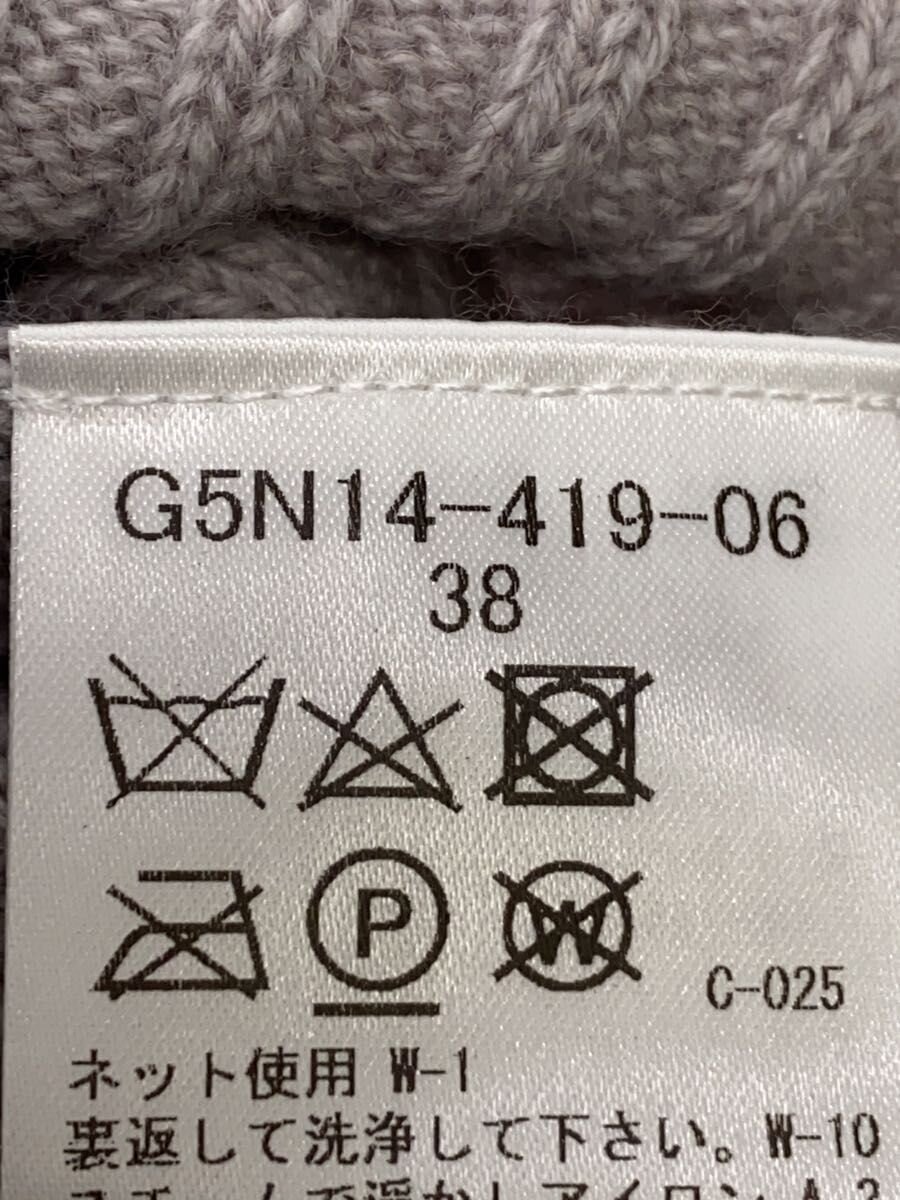 G5N14-419-06
38
P
W
C-025
ネット使用 W-1
裏返して洗浄して下さい。W-10